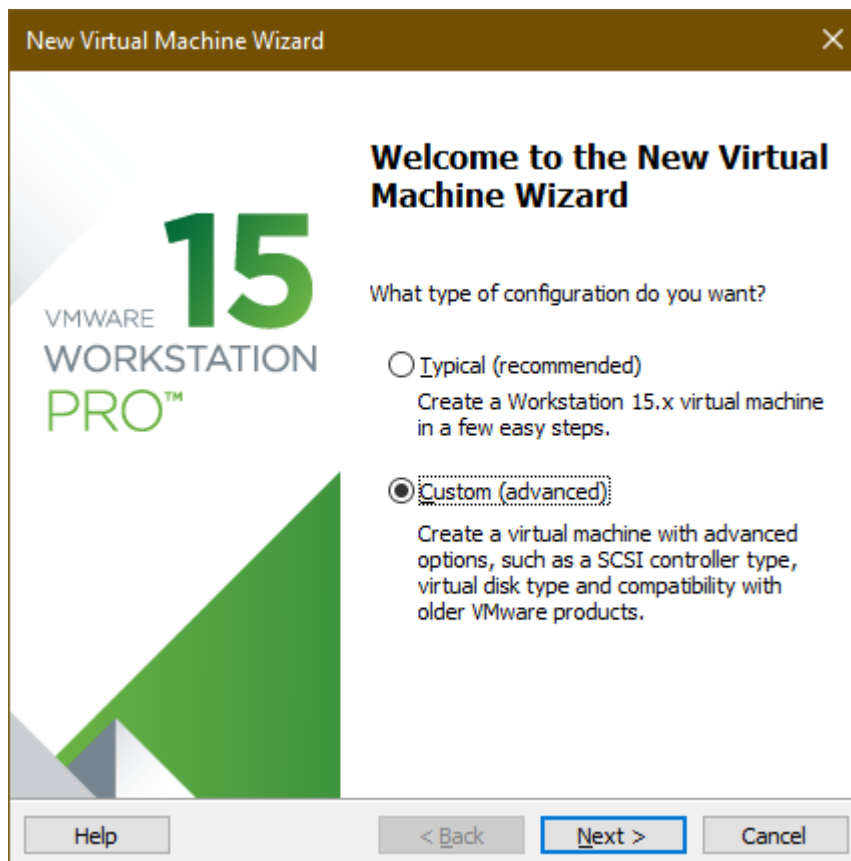 New Virtual Machine Wizard
Welcome to the New Virtual
Machine Wizard
15
VMWARE
WORKSTATION
PRO™
What type of configuration do you want?
Typical (recommended)
Create a Workstation 15.x virtual machine
in a few easy steps.
Custom (advanced)
Create a virtual machine with advanced
options, such as a SCSI controller type,
virtual disk type and compatibility with
older VMware products.
Help
< Back
Next >
Cancel